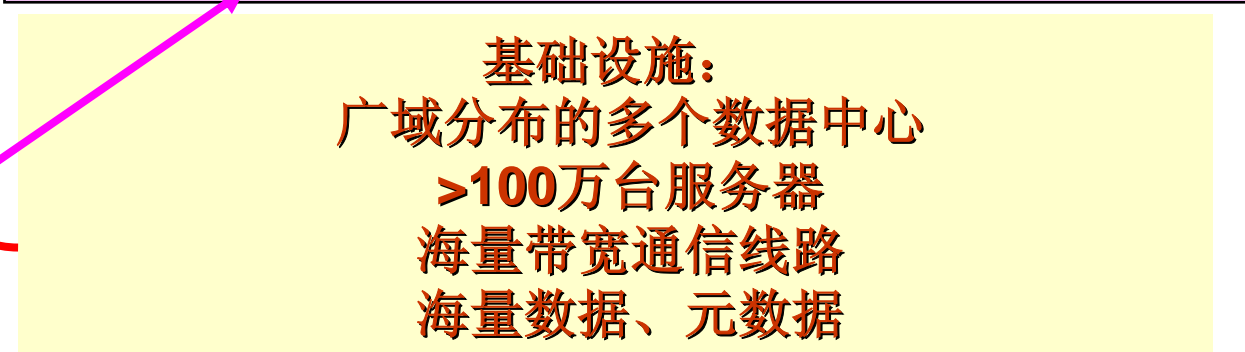 基础设施：
广域分布的多个数据中心
>100万台服务器
海量带宽通信线路
海量数据、元数据